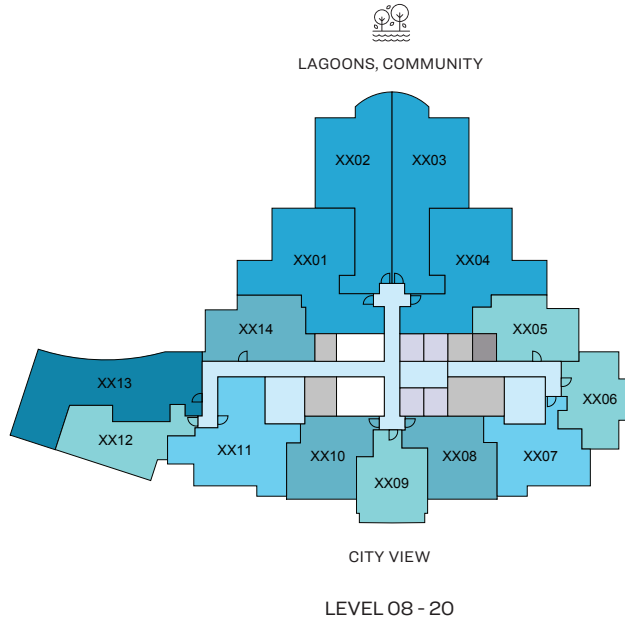 LAGOONS, COMMUNITY
XX02
XX03
XX01
XX04
XX14
XX05
XX13
XX06
XX12
XX11
XX10
XX08
XX07
XX09
CITY VIEW
LEVEL 08 - 20